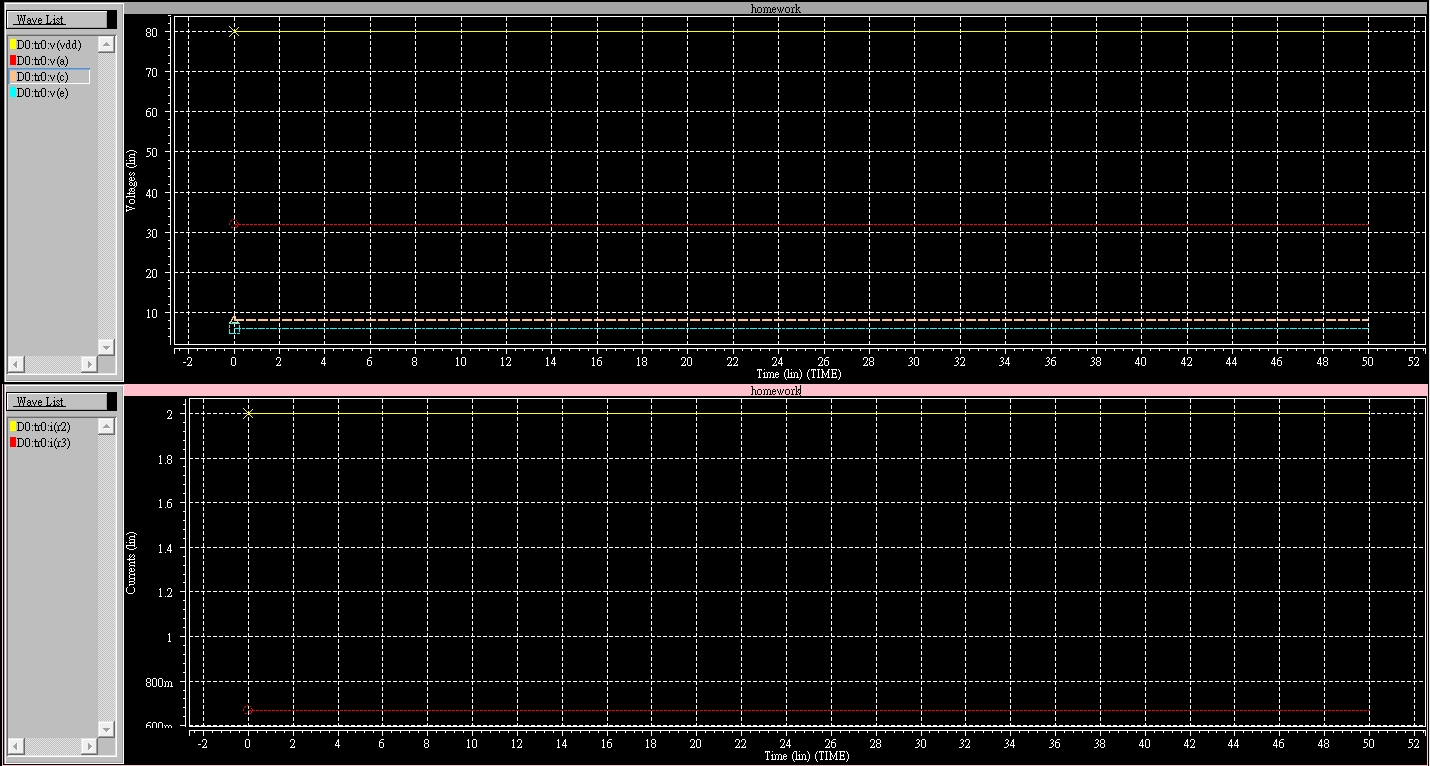 homework
Wave List
D0:tr0:v(vdd)
D0:tr0:v(a)
D0:tr0:v(c)
D0:tr0:v(e)
Voltages (lin)
80
70
60
50
40
30
20
10
-2 0 2 4 6 8 10 12 14 16 18 20 22 24 26 28 30 32 34 36 38 40 42 44 46 48 50 52
Time (lin) (TIME)
homework
Wave List
D0:tr0:i(r2)
D0:tr0:i(r3)
Currents (lin)
2
1.8
1.6
1.4
1.2
1
800m
600m
-2 0 2 4 6 8 10 12 14 16 18 20 22 24 26 28 30 32 34 36 38 40 42 44 46 48 50 52
Time (lin) (TIME)